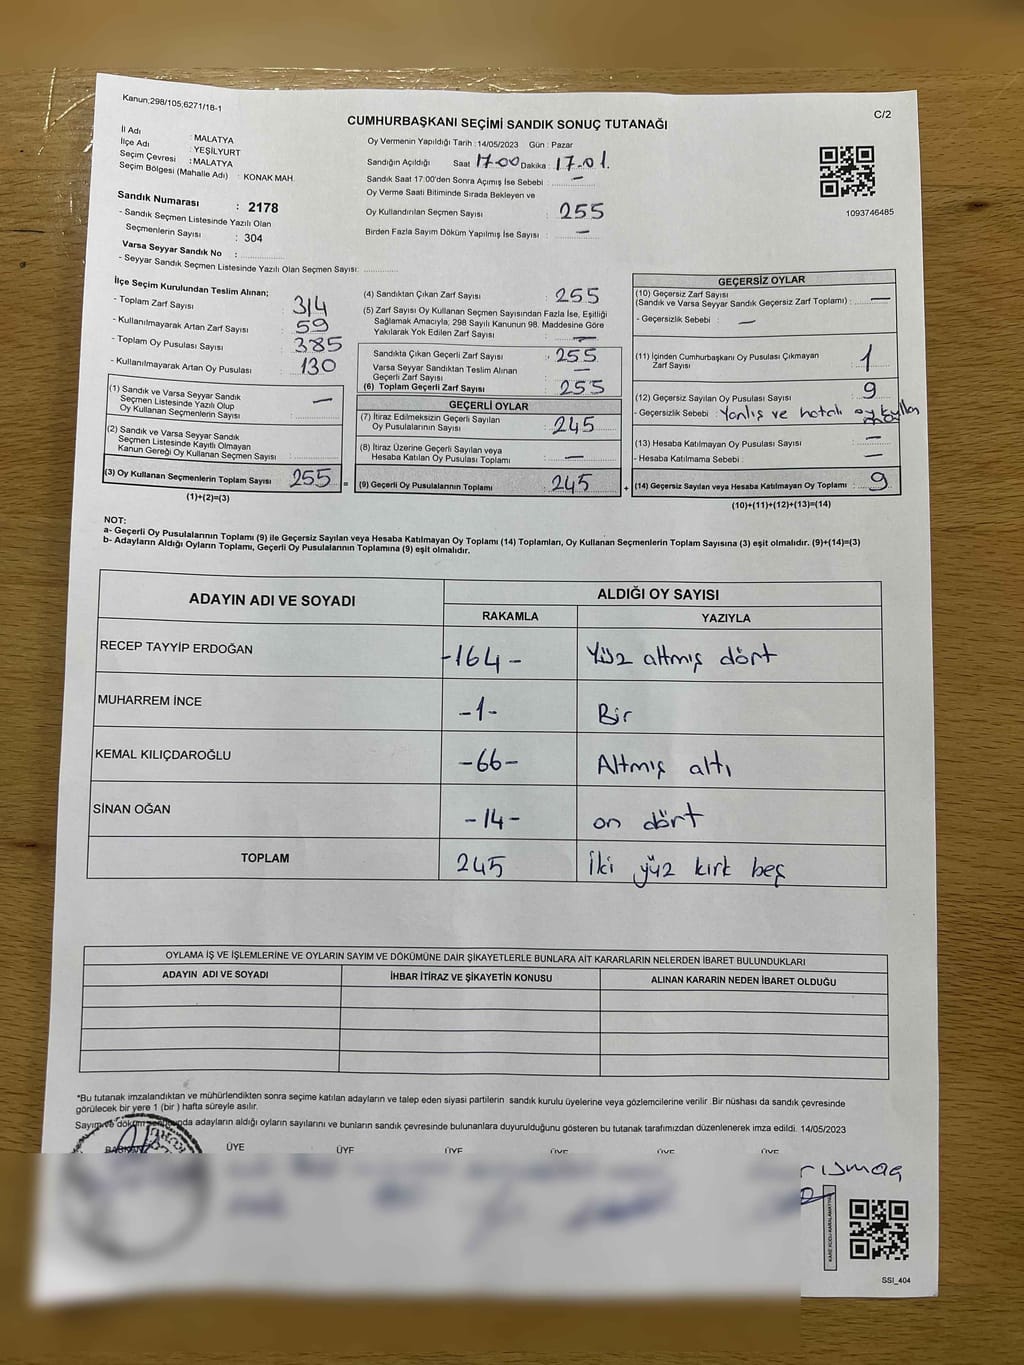 Kanun:298/105;6271/18-1
C/2
CUMHURBAŞKANI SEÇİMİ SANDIK SONUÇ TUTANAĞI
İl Adı : MALATYA
İlçe Adı : YEŞİLYURT
Seçim Çevresi : MALATYA
Seçim Bölgesi (Mahalle Adı) : KONAK MAH.
Sandık Numarası : 2178
- Sandık Seçmen Listesinde Yazılı Olan
Seçmenlerin Sayısı : 304
Varsa Seyyar Sandık No :
- Seyyar Sandık Seçmen Listesinde Yazılı Olan Seçmen Sayısı:
Oy Vermenin Yapıldığı Tarih : 14/05/2023 Gün : Pazar
Sandığın Açıldığı Saat 17.00 Dakika : 17.01.
Sandık Saat 17:00'den Sonra Açımış İse Sebebi : —
Oy Verme Saati Bitiminde Sırada Bekleyen ve
Oy Kullandırılan Seçmen Sayısı : 255
Birden Fazla Sayım Döküm Yapılmış İse Sayısı : —
1093746485
İlçe Seçim Kurulundan Teslim Alınan;
- Toplam Zarf Sayısı : 314
- Kullanılmayarak Artan Zarf Sayısı : 59
- Toplam Oy Pusulası Sayısı : 385
- Kullanılmayarak Artan Oy Pusulası : 130
(1) Sandık ve Varsa Seyyar Sandık
Seçmen Listesinde Yazılı Olup
Oy Kullanan Seçmenlerin Sayısı : —
(2) Sandık ve Varsa Seyyar Sandık
Seçmen Listesinde Kayıtlı Olmayan
Kanun Gereği Oy Kullanan Seçmen Sayısı :
(3) Oy Kullanan Seçmenlerin Toplam Sayısı 255 =
(1)+(2)=(3)
(4) Sandıktan Çıkan Zarf Sayısı : 255
(5) Zarf Sayısı Oy Kullanan Seçmen Sayısından Fazla İse, Eşitliği
Sağlamak Amacıyla, 298 Sayılı Kanunun 98. Maddesine Göre
Yakılarak Yok Edilen Zarf Sayısı : —
Sandıkta Çıkan Geçerli Zarf Sayısı : 255
Varsa Seyyar Sandıktan Teslim Alınan
Geçerli Zarf Sayısı : —
(6) Toplam Geçerli Zarf Sayısı : 255
GEÇERLİ OYLAR
(7) İtiraz Edilmeksizin Geçerli Sayılan
Oy Pusulalarının Sayısı : 245
(8) İtiraz Üzerine Geçerli Sayılan veya
Hesaba Katılan Oy Pusulası Toplamı : —
(9) Geçerli Oy Pusulalarının Toplamı : 245 +
GEÇERSİZ OYLAR
(10) Geçersiz Zarf Sayısı
(Sandık ve Varsa Seyyar Sandık Geçersiz Zarf Toplamı) : —
- Geçersizlik Sebebi : —
(11) İçinden Cumhurbaşkanı Oy Pusulası Çıkmayan
Zarf Sayısı : 1
(12) Geçersiz Sayılan Oy Pusulası Sayısı : 9
- Geçersizlik Sebebi : Yanlış ve hatalı oy
(13) Hesaba Katılmayan Oy Pusulası Sayısı : —
- Hesaba Katılmama Sebebi : —
(14) Geçersiz Sayılan veya Hesaba Katılmayan Oy Toplamı : 9
(10)+(11)+(12)+(13)=(14)
NOT:
a- Geçerli Oy Pusulalarının Toplamı (9) ile Geçersiz Sayılan veya Hesaba Katılmayan Oy Toplamı (14) Toplamları, Oy Kullanan Seçmenlerin Toplam Sayısına (3) eşit olmalıdır. (9)+(14)=(3)
b- Adayların Aldığı Oyların Toplamı, Geçerli Oy Pusulalarının Toplamına (9) eşit olmalıdır.
ADAYIN ADI VE SOYADI
ALDIĞI OY SAYISI
RAKAMLA YAZIYLA
RECEP TAYYİP ERDOĞAN -164- Yüz altmış dört
MUHARREM İNCE -1- Bir
KEMAL KILIÇDAROĞLU -66- Altmış altı
SİNAN OĞAN -14- on dört
TOPLAM 245 İki yüz kırk beş
OYLAMA İŞ VE İŞLEMLERİNE VE OYLARIN SAYIM VE DÖKÜMÜNE DAİR ŞİKAYETLERLE BUNLARA AİT KARARLARIN NELERDEN İBARET BULUNDUKLARI
ADAYIN ADI VE SOYADI İHBAR İTİRAZ VE ŞİKAYETİN KONUSU ALINAN KARARIN NEDEN İBARET OLDUĞU
*Bu tutanak imzalandıktan ve mühürlendikten sonra seçime katılan adayların ve talep eden siyasi partilerin sandık kurulu üyelerine veya gözlemcilerine verilir .Bir nüshası da sandık çevresinde
görülecek bir yere 1 (bir ) hafta süreyle asılır.
Sayım ve döküm sonunda adayların aldığı oyların sayılarını ve bunların sandık çevresinde bulunanlara duyurulduğunu gösteren bu tutanak tarafımızdan düzenlenerek imza edildi. 14/05/2023
BAŞKAN ÜYE ÜYE ÜYE ÜYE ÜYE ÜYE
SSI_404